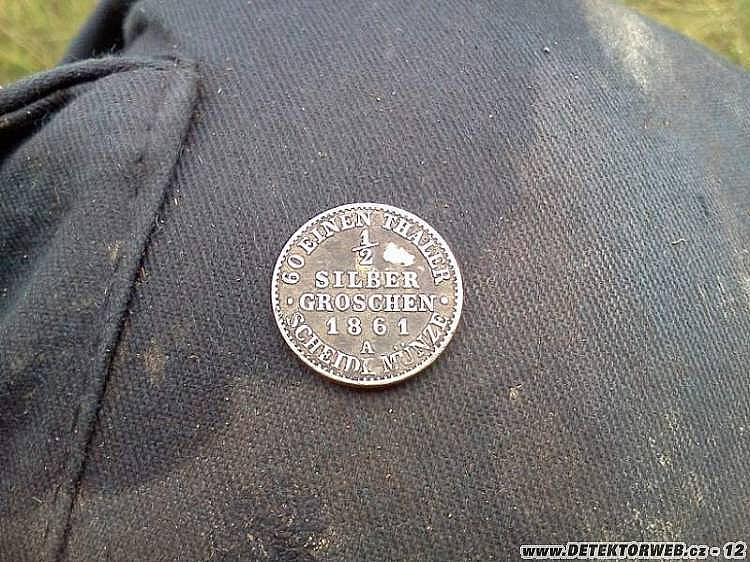 60 EINEN THALER
1/2
SILBER
· GROSCHEN ·
1861
A
SCHEIDE MÜNZE
www.DETEKTORWEB.cz - 12